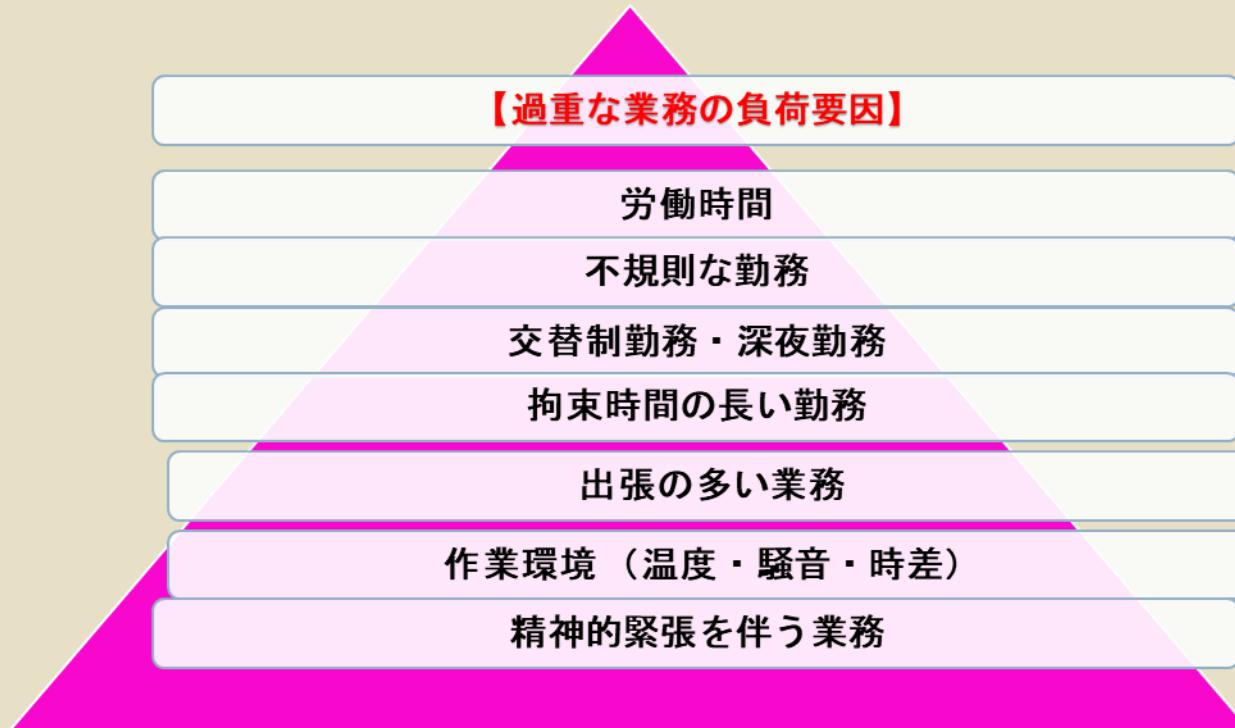 【過重な業務の負荷要因】
労働時間
不規則な勤務
交替制勤務・深夜勤務
拘束時間の長い勤務
出張の多い業務
作業環境（温度・騒音・時差）
精神的緊張を伴う業務